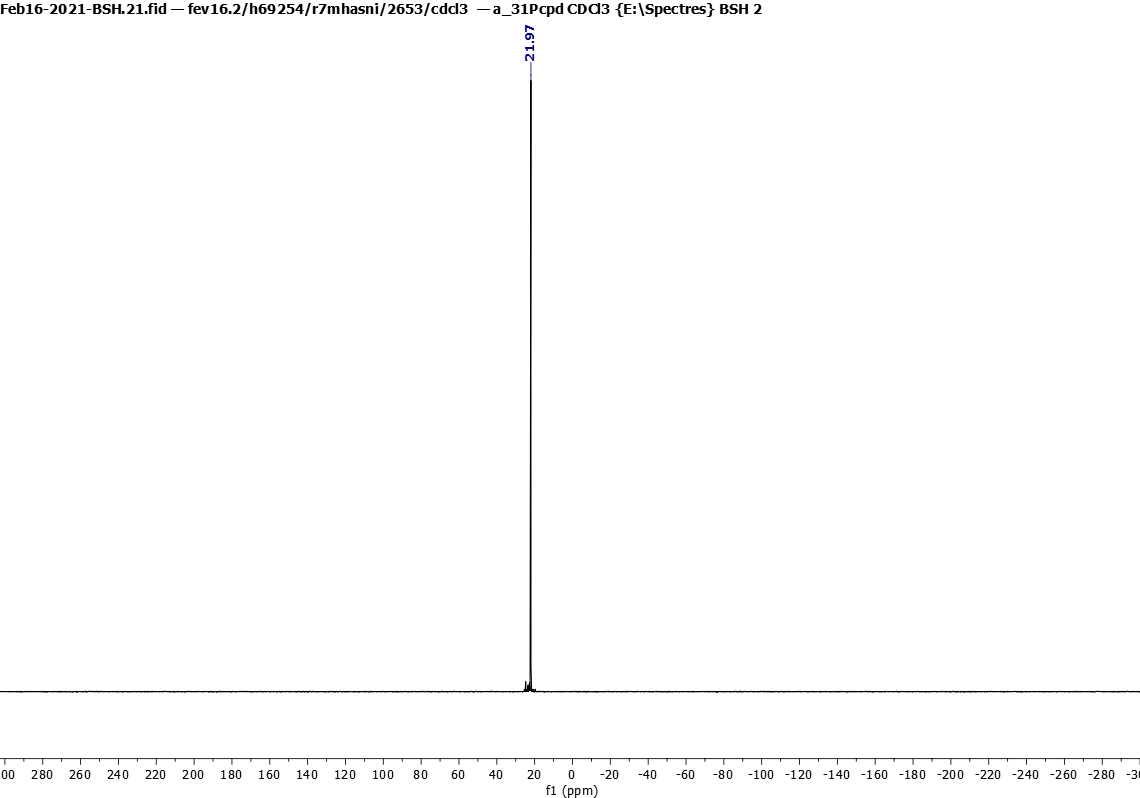 Feb16-2021-BSH.21.fid — fev16.2/h69254/r7mhasni/2653/cdcl3 — a_31Pcpd CDCl3 {E:\Spectres} BSH 2
21.97
00 280 260 240 220 200 180 160 140 120 100 80 60 40 20 0 -20 -40 -60 -80 -100 -120 -140 -160 -180 -200 -220 -240 -260 -280 -30
f1 (ppm)